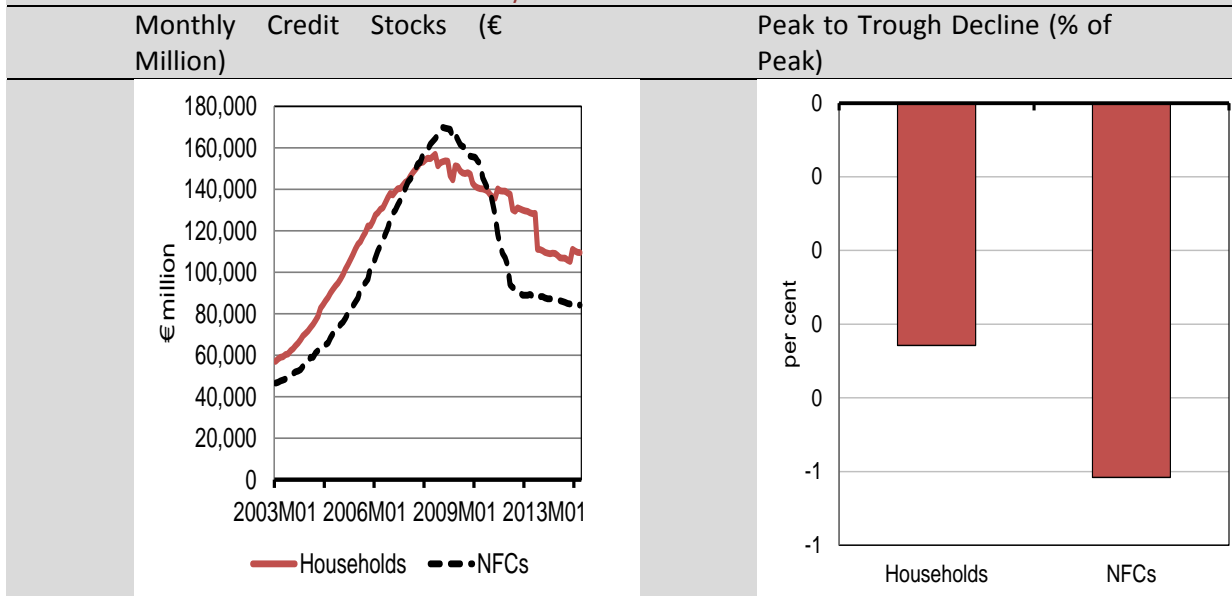 Monthly Credit Stocks (€
Million)
Peak to Trough Decline (% of
Peak)
180,000
160,000
140,000
120,000
100,000
80,000
60,000
40,000
20,000
0
€ million
2003M01 2006M01 2009M01 2013M01
Households NFCs
0
0
0
0
0
-1
-1
per cent
Households NFCs